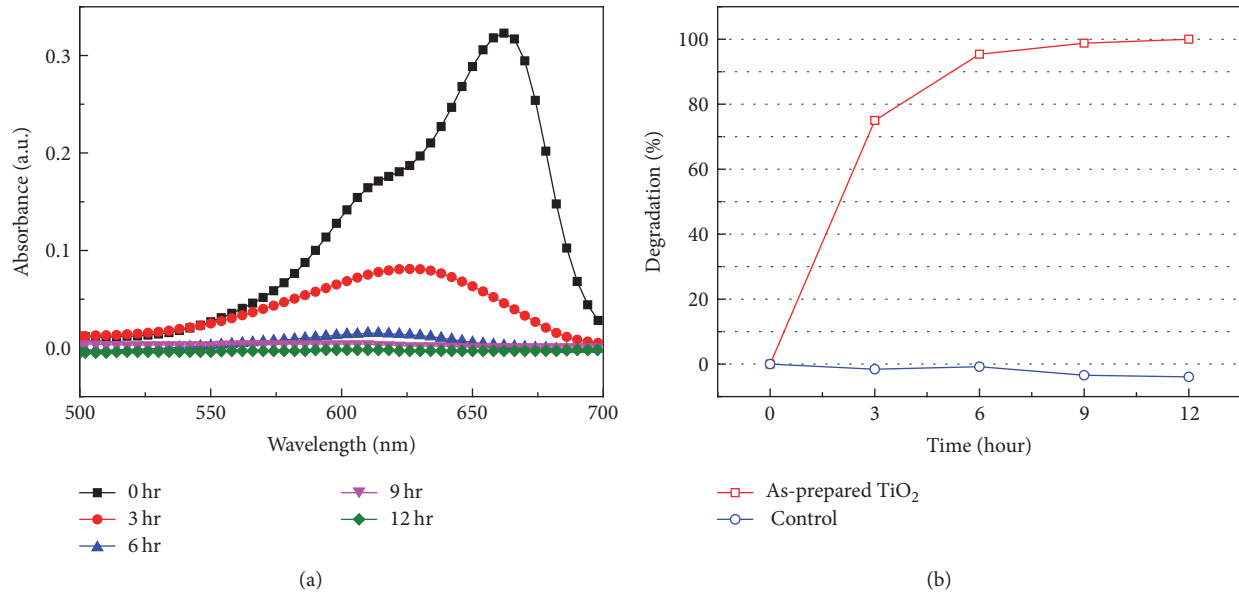 0.3
0.2
0.1
0.0
Absorbance (a.u.)
500
550
600
650
700
Wavelength (nm)
0 hr
3 hr
6 hr
9 hr
12 hr
(a)
100
80
60
40
20
0
Degradation (%)
0
3
6
9
12
Time (hour)
As-prepared TiO₂
Control
(b)